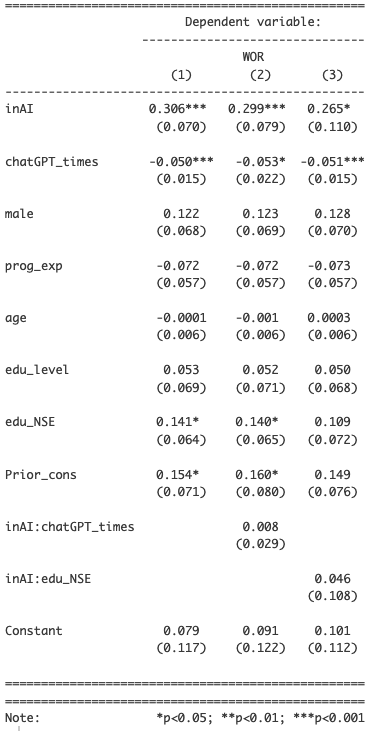 Dependent variable:
WOR
(1) (2) (3)
inAI 0.306*** 0.299*** 0.265*
(0.070) (0.079) (0.110)
chatGPT_times -0.050*** -0.053* -0.051***
(0.015) (0.022) (0.015)
male 0.122 0.123 0.128
(0.068) (0.069) (0.070)
prog_exp -0.072 -0.072 -0.073
(0.057) (0.057) (0.057)
age -0.0001 -0.001 0.0003
(0.006) (0.006) (0.006)
edu_level 0.053 0.052 0.050
(0.069) (0.071) (0.068)
edu_NSE 0.141* 0.140* 0.109
(0.064) (0.065) (0.072)
Prior_cons 0.154* 0.160* 0.149
(0.071) (0.080) (0.076)
inAI:chatGPT_times 0.008
(0.029)
inAI:edu_NSE 0.046
(0.108)
Constant 0.079 0.091 0.101
(0.117) (0.122) (0.112)
Note: *p<0.05; **p<0.01; ***p<0.001